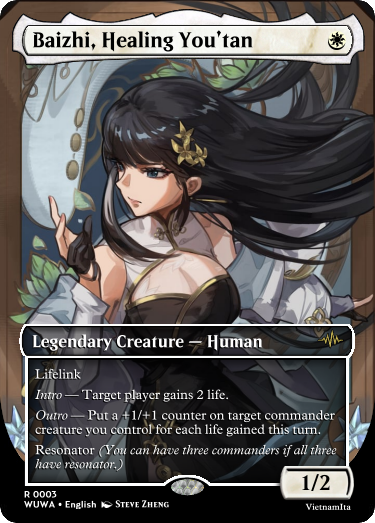 Baizhi, Healing You'tan
Legendary Creature — Human
Lifelink
Intro — Target player gains 2 life.
Outro — Put a +1/+1 counter on target commander
creature you control for each life gained this turn.
Resonator (You can have three commanders if all three
have resonator.)
1/2
R 0003
WUWA • English Steve Zheng
VietnamIta